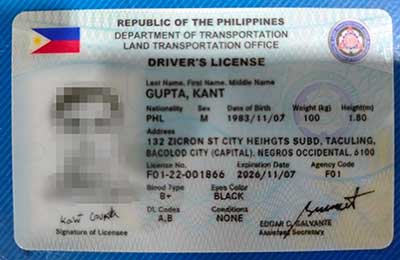 REPUBLIC OF THE PHILIPPINES
DEPARTMENT OF TRANSPORTATION
LAND TRANSPORTATION OFFICE
DRIVER'S LICENSE
Last Name, First Name, Middle Name
GUPTA, KANT
Nationality Sex Date of Birth Weight (kg) Height(m)
PHL M 1983/11/07 100 1.80
Address
132 ZICRON ST CITY HEIHGTS SUBD, TACULING,
BACOLOD CITY (CAPITAL), NEGROS OCCIDENTAL, 6100
License No. Expiration Date Agency Code
F01-22-001866 2026/11/07 F01
Blood Type Eyes Color
B+ BLACK
DL Codes Conditions
A,B NONE
Kant Gupta
Signature of Licensee
EDGAR C. GALVANTE
Assistant Secretary